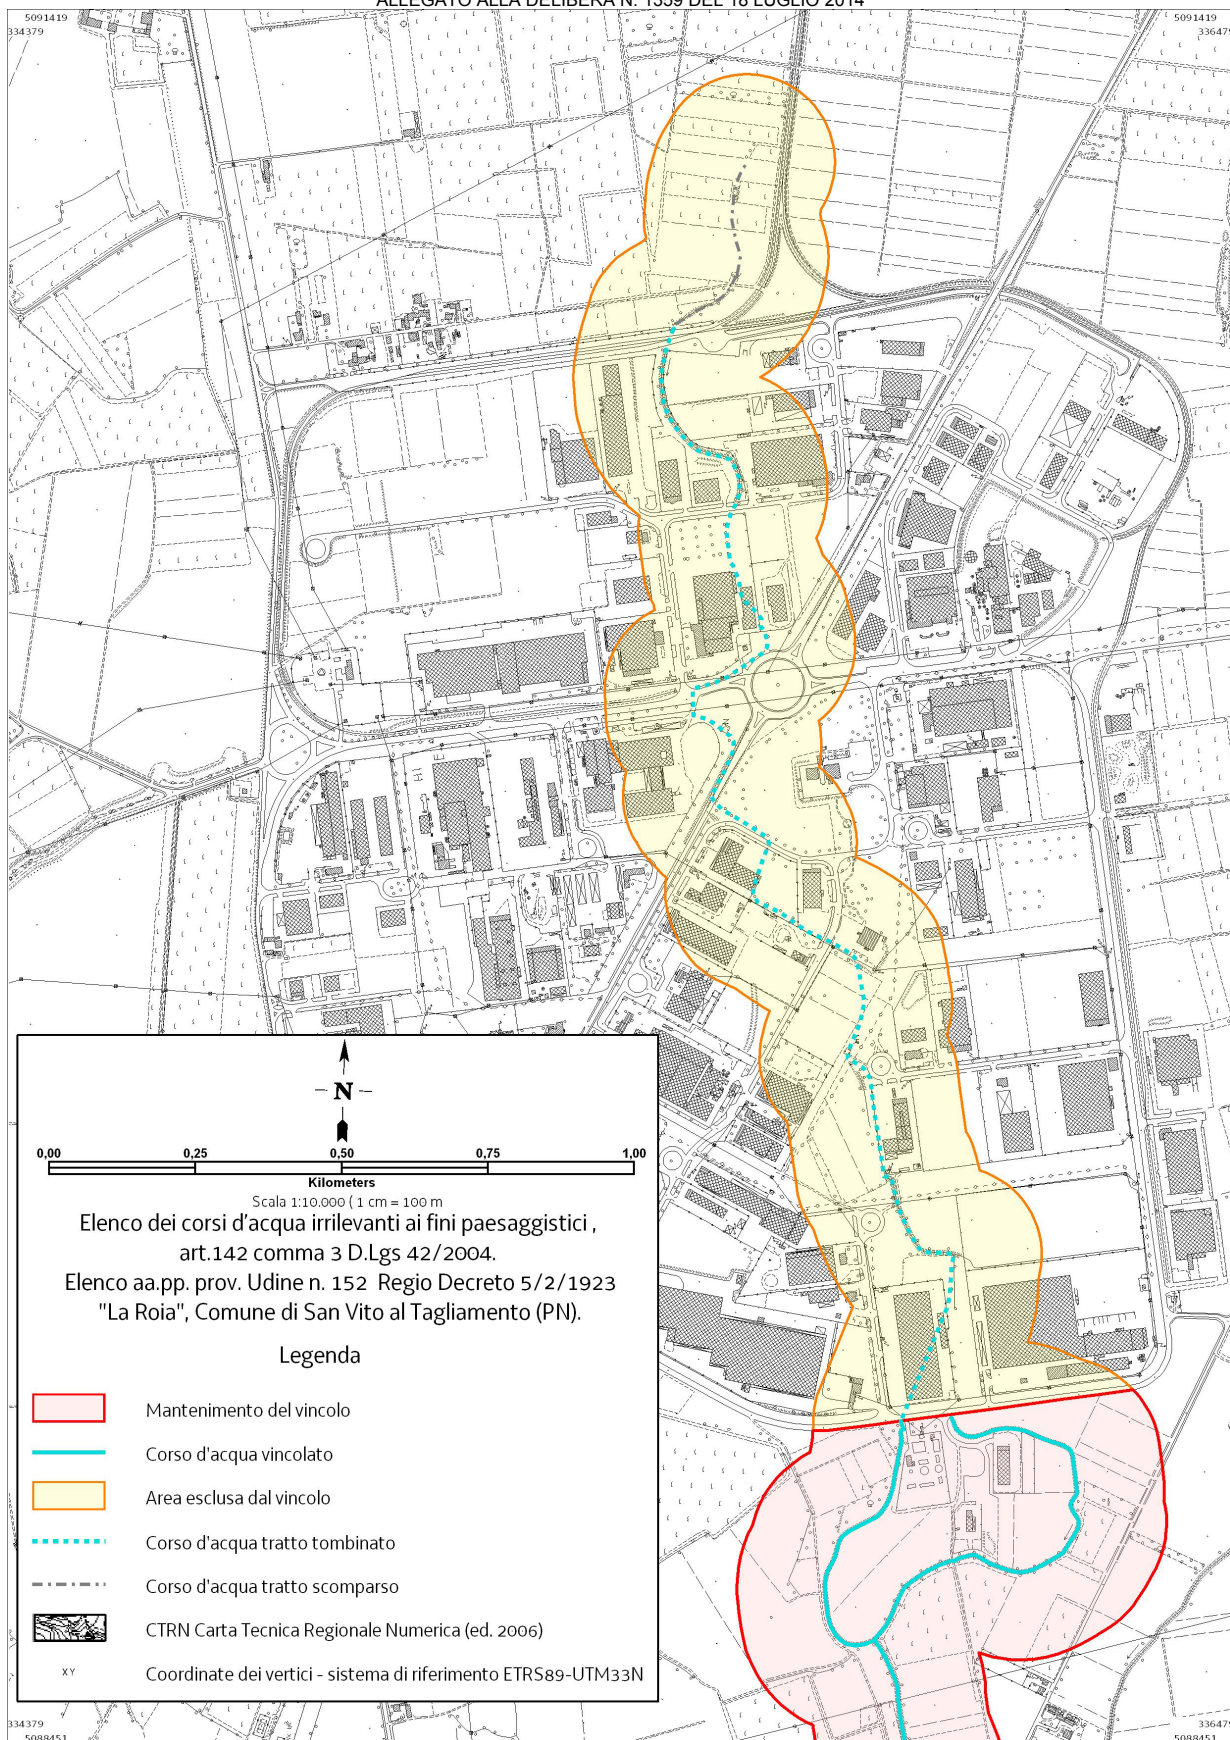 ALLEGATO ALLA DELIBERA N. 1359 DEL 18 LUGLIO 2014
5091419
334379
5091419
336479
N
0,00 0,25 0,50 0,75 1,00
Kilometers
Scala 1:10.000 ( 1 cm = 100 m
Elenco dei corsi d'acqua irrilevanti ai fini paesaggistici ,
art.142 comma 3 D.Lgs 42/2004.
Elenco aa.pp. prov. Udine n. 152 Regio Decreto 5/2/1923
"La Roia", Comune di San Vito al Tagliamento (PN).
Legenda
Mantenimento del vincolo
Corso d'acqua vincolato
Area esclusa dal vincolo
Corso d'acqua tratto tombinato
Corso d'acqua tratto scomparso
CTRN Carta Tecnica Regionale Numerica (ed. 2006)
XY Coordinate dei vertici - sistema di riferimento ETRS89-UTM33N
334379
5088451
336479
5088451